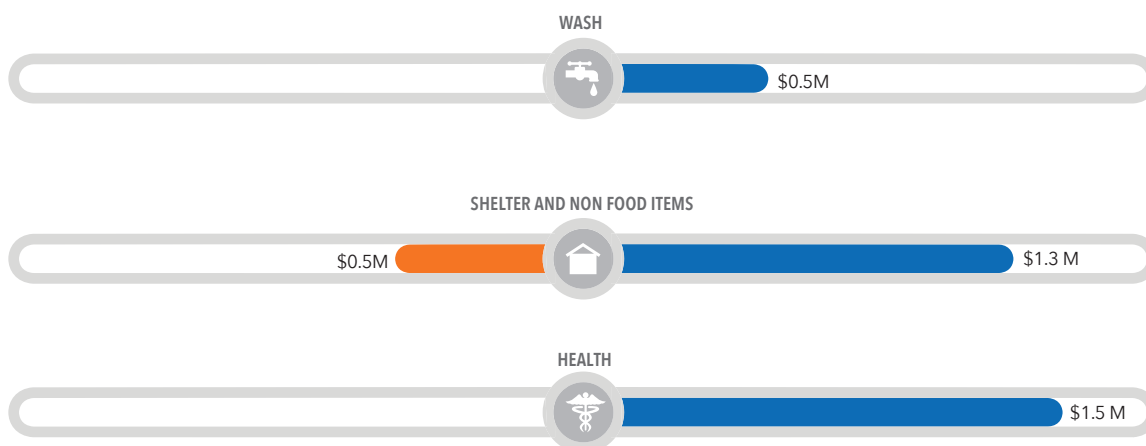 WASH
$0.5M
SHELTER AND NON FOOD ITEMS
$0.5M
$1.3 M
HEALTH
$1.5 M